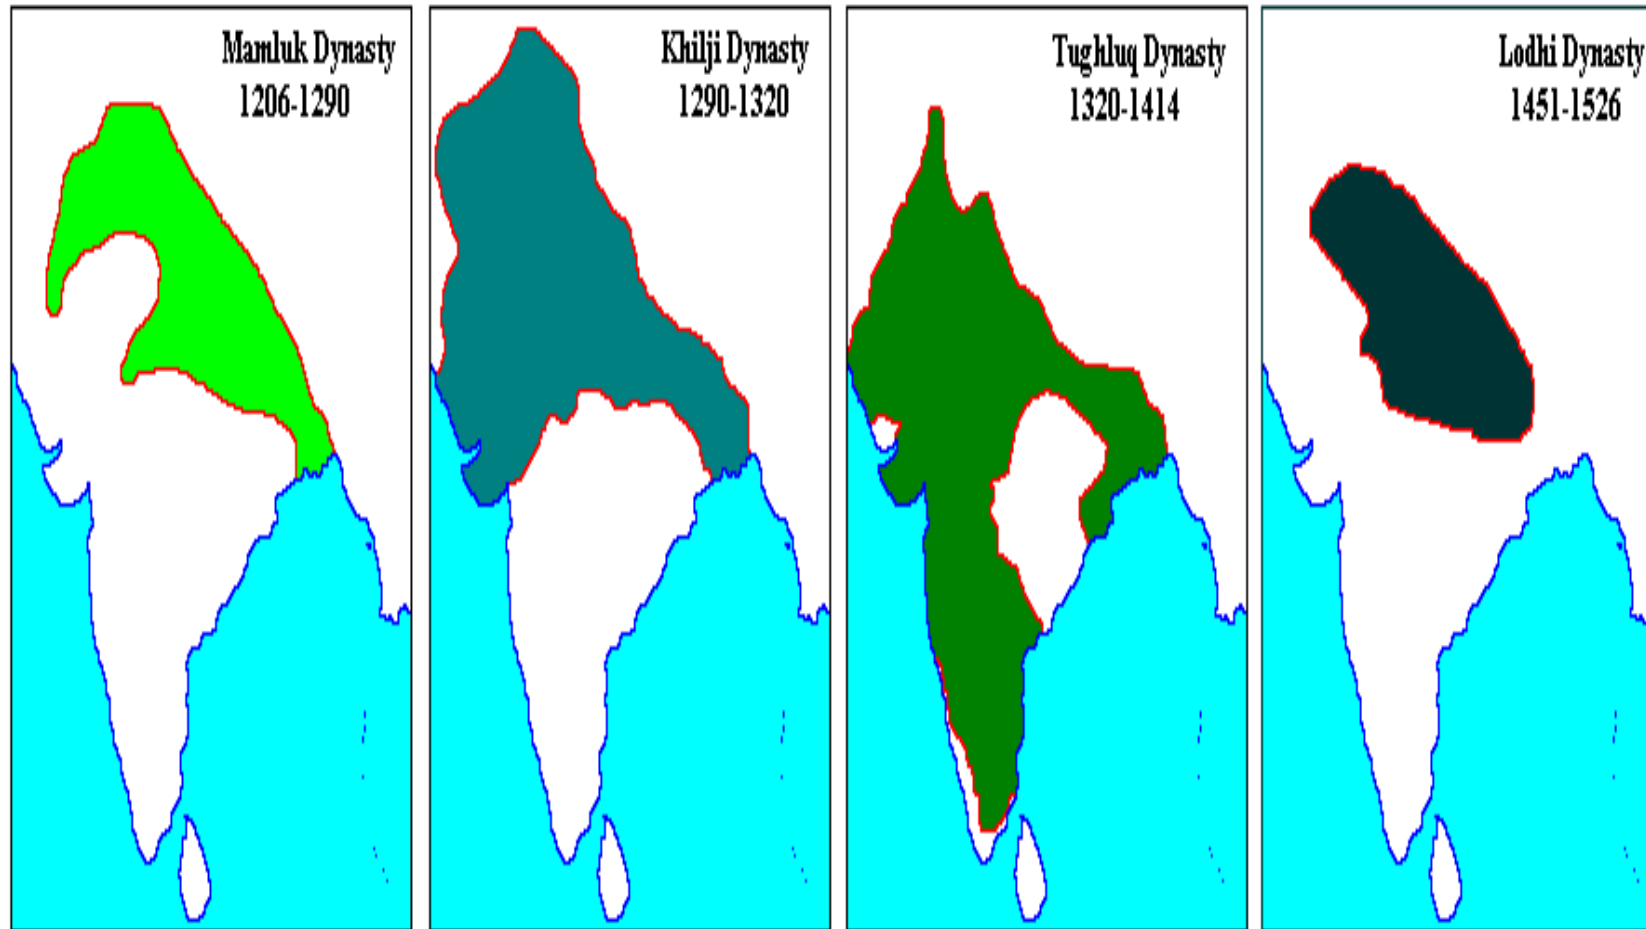 Mamluk Dynasty
1206-1290
Khilji Dynasty
1290-1320
Tughluq Dynasty
1320-1414
Lodhi Dynasty
1451-1526